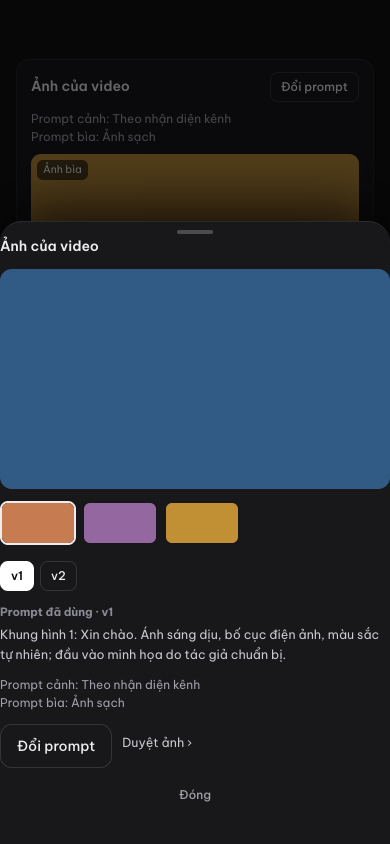 Ảnh của video
Đổi prompt
Prompt cảnh: Theo nhận diện kênh
Prompt bìa: Ảnh sạch
Ảnh bìa
Ảnh của video
v1
v2
Prompt đã dùng · v1
Khung hình 1: Xin chào. Ánh sáng dịu, bố cục điện ảnh, màu sắc
tự nhiên; đầu vào minh họa do tác giả chuẩn bị.
Prompt cảnh: Theo nhận diện kênh
Prompt bìa: Ảnh sạch
Đổi prompt
Duyệt ảnh ›
Đóng